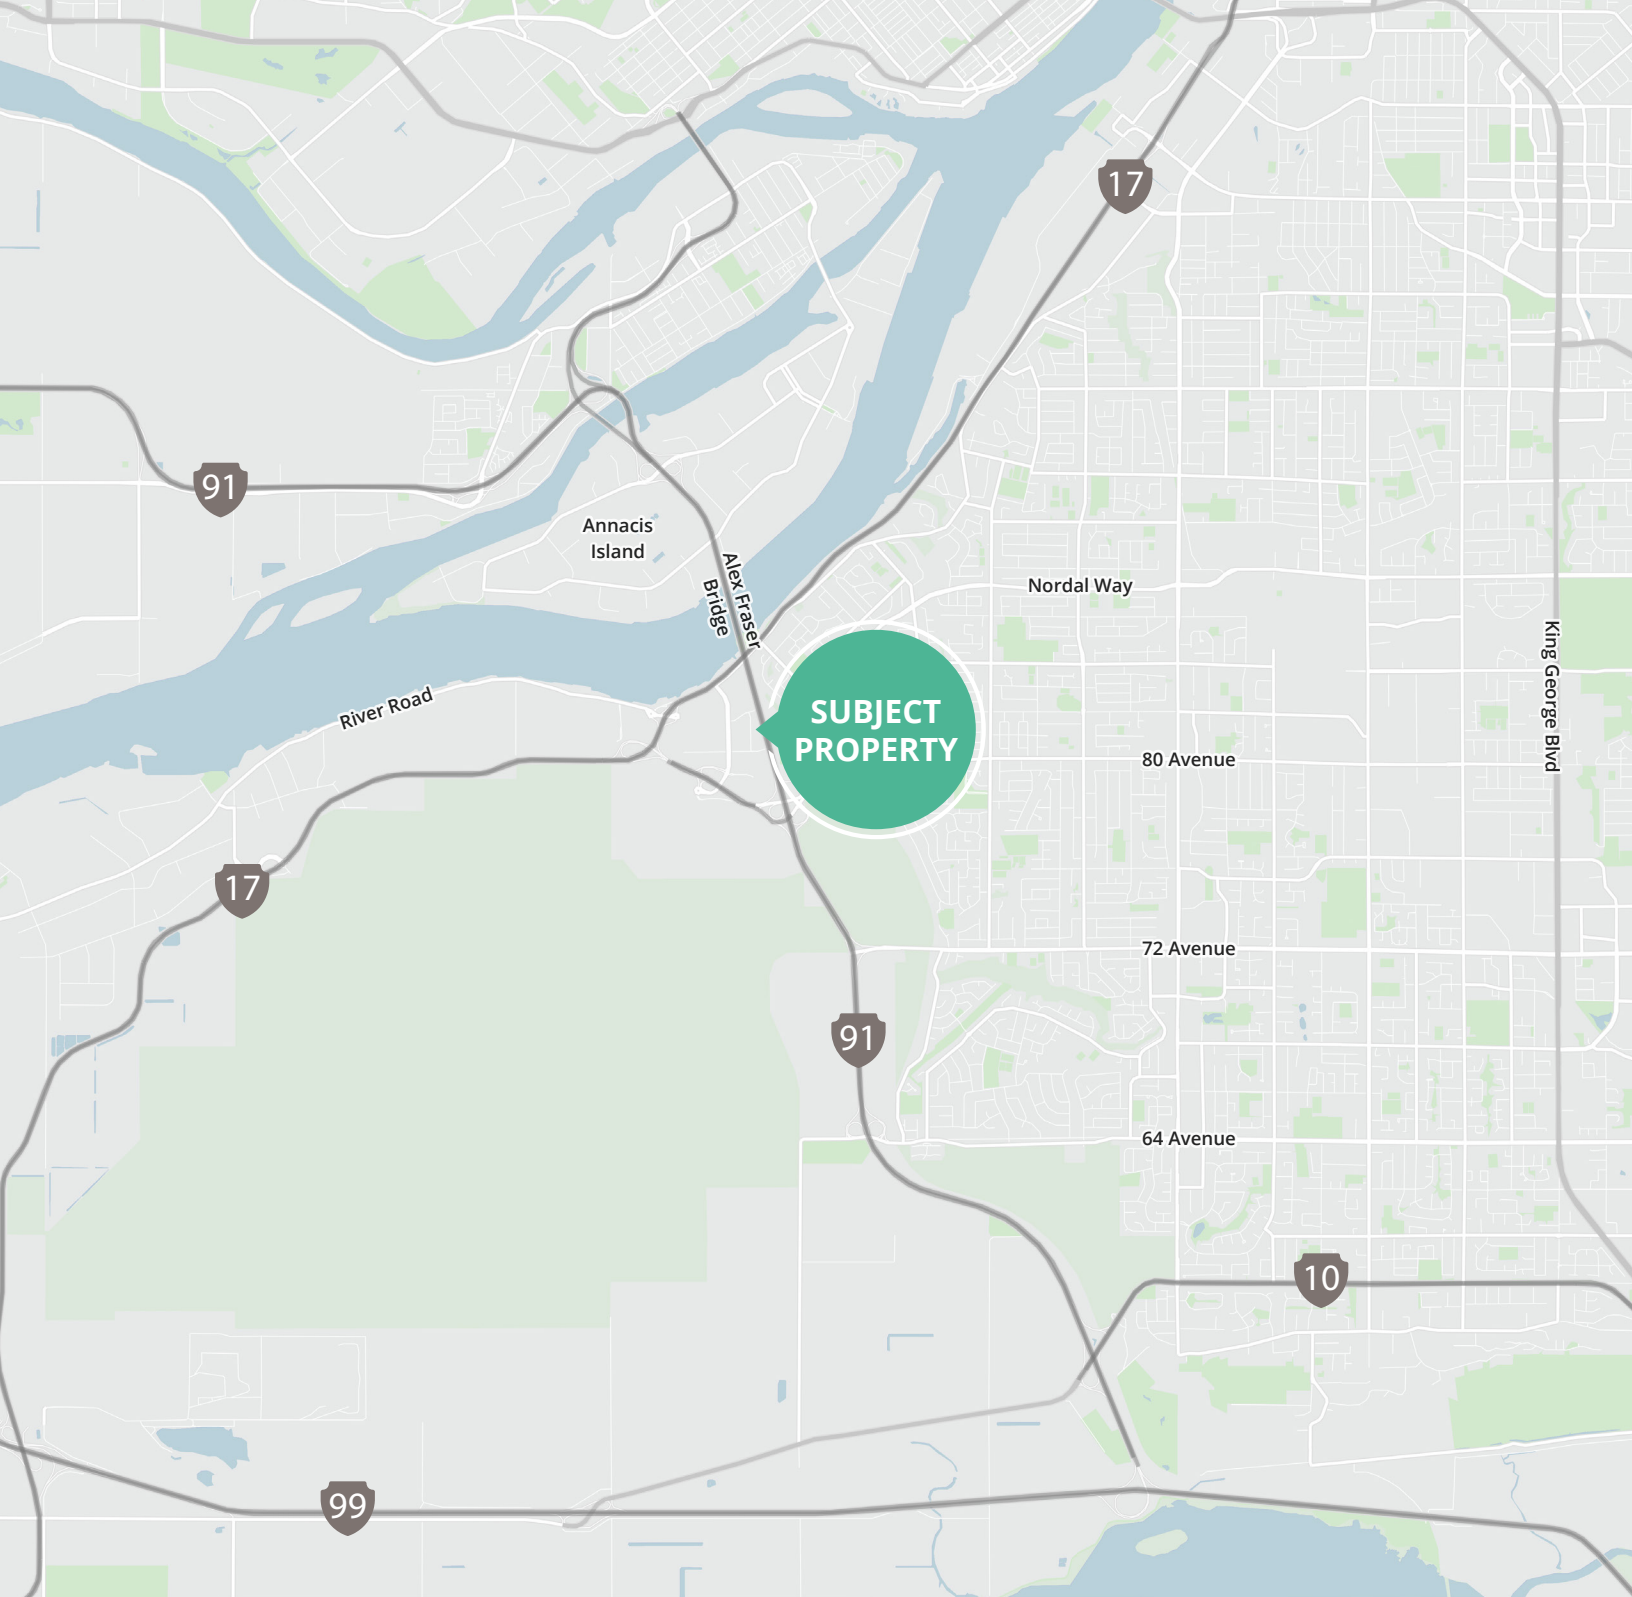 17
91
Annacis
Island
Alex Fraser
Bridge
Nordal Way
King George Blvd
River Road
SUBJECT
PROPERTY
80 Avenue
17
72 Avenue
91
64 Avenue
10
99